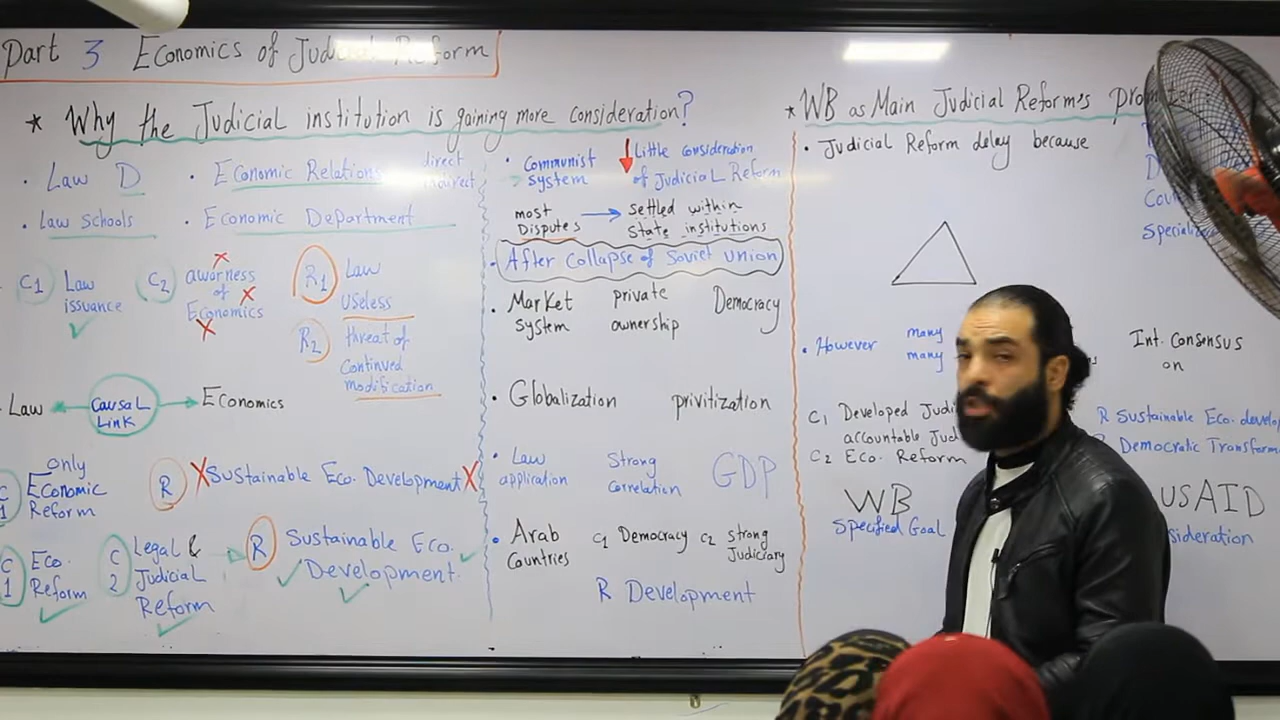 Part 3 Economics of Judicial Reform
* Why the Judicial institution is gaining more consideration?
• Law D • Economic Relations direct indirect
• Law schools • Economic Department
C1 Law issuance
C2 awarness of Economics
R1 Law Useless
R2 threat of Continued modification
Law Causal Link Economics
C1 only Economic Reform
R Sustainable Eco. Development
C1 Eco. Reform
C2 Legal & Judicial Reform
R Sustainable Eco. Development.
• Communist System
Little consideration of Judicial Reform
most Disputes → settled within State institutions
• After collapse of Soviet Union
• Market system private ownership Democracy
• Globalization privitization
• Law application Strong Correlation GDP
• Arab Countries C1 Democracy C2 strong Judiciary
R Development
* WB as Main Judicial Reform's
• Judicial Reform delay because
• However many many
Int. Consensus on
C1 Developed
accountable
C2 Eco. Reform
R Sustainable Eco.
Democratic
WB
Specified Goal
USAID